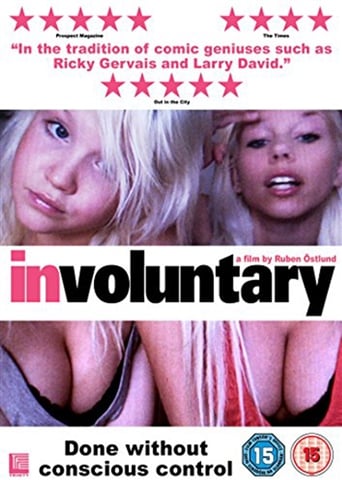 Prospect Magazine
The Times
"In the tradition of comic geniuses such as
Ricky Gervais and Larry David."
Out in the City
involuntary
a film by Ruben Östlund
Done without
conscious control
15
15